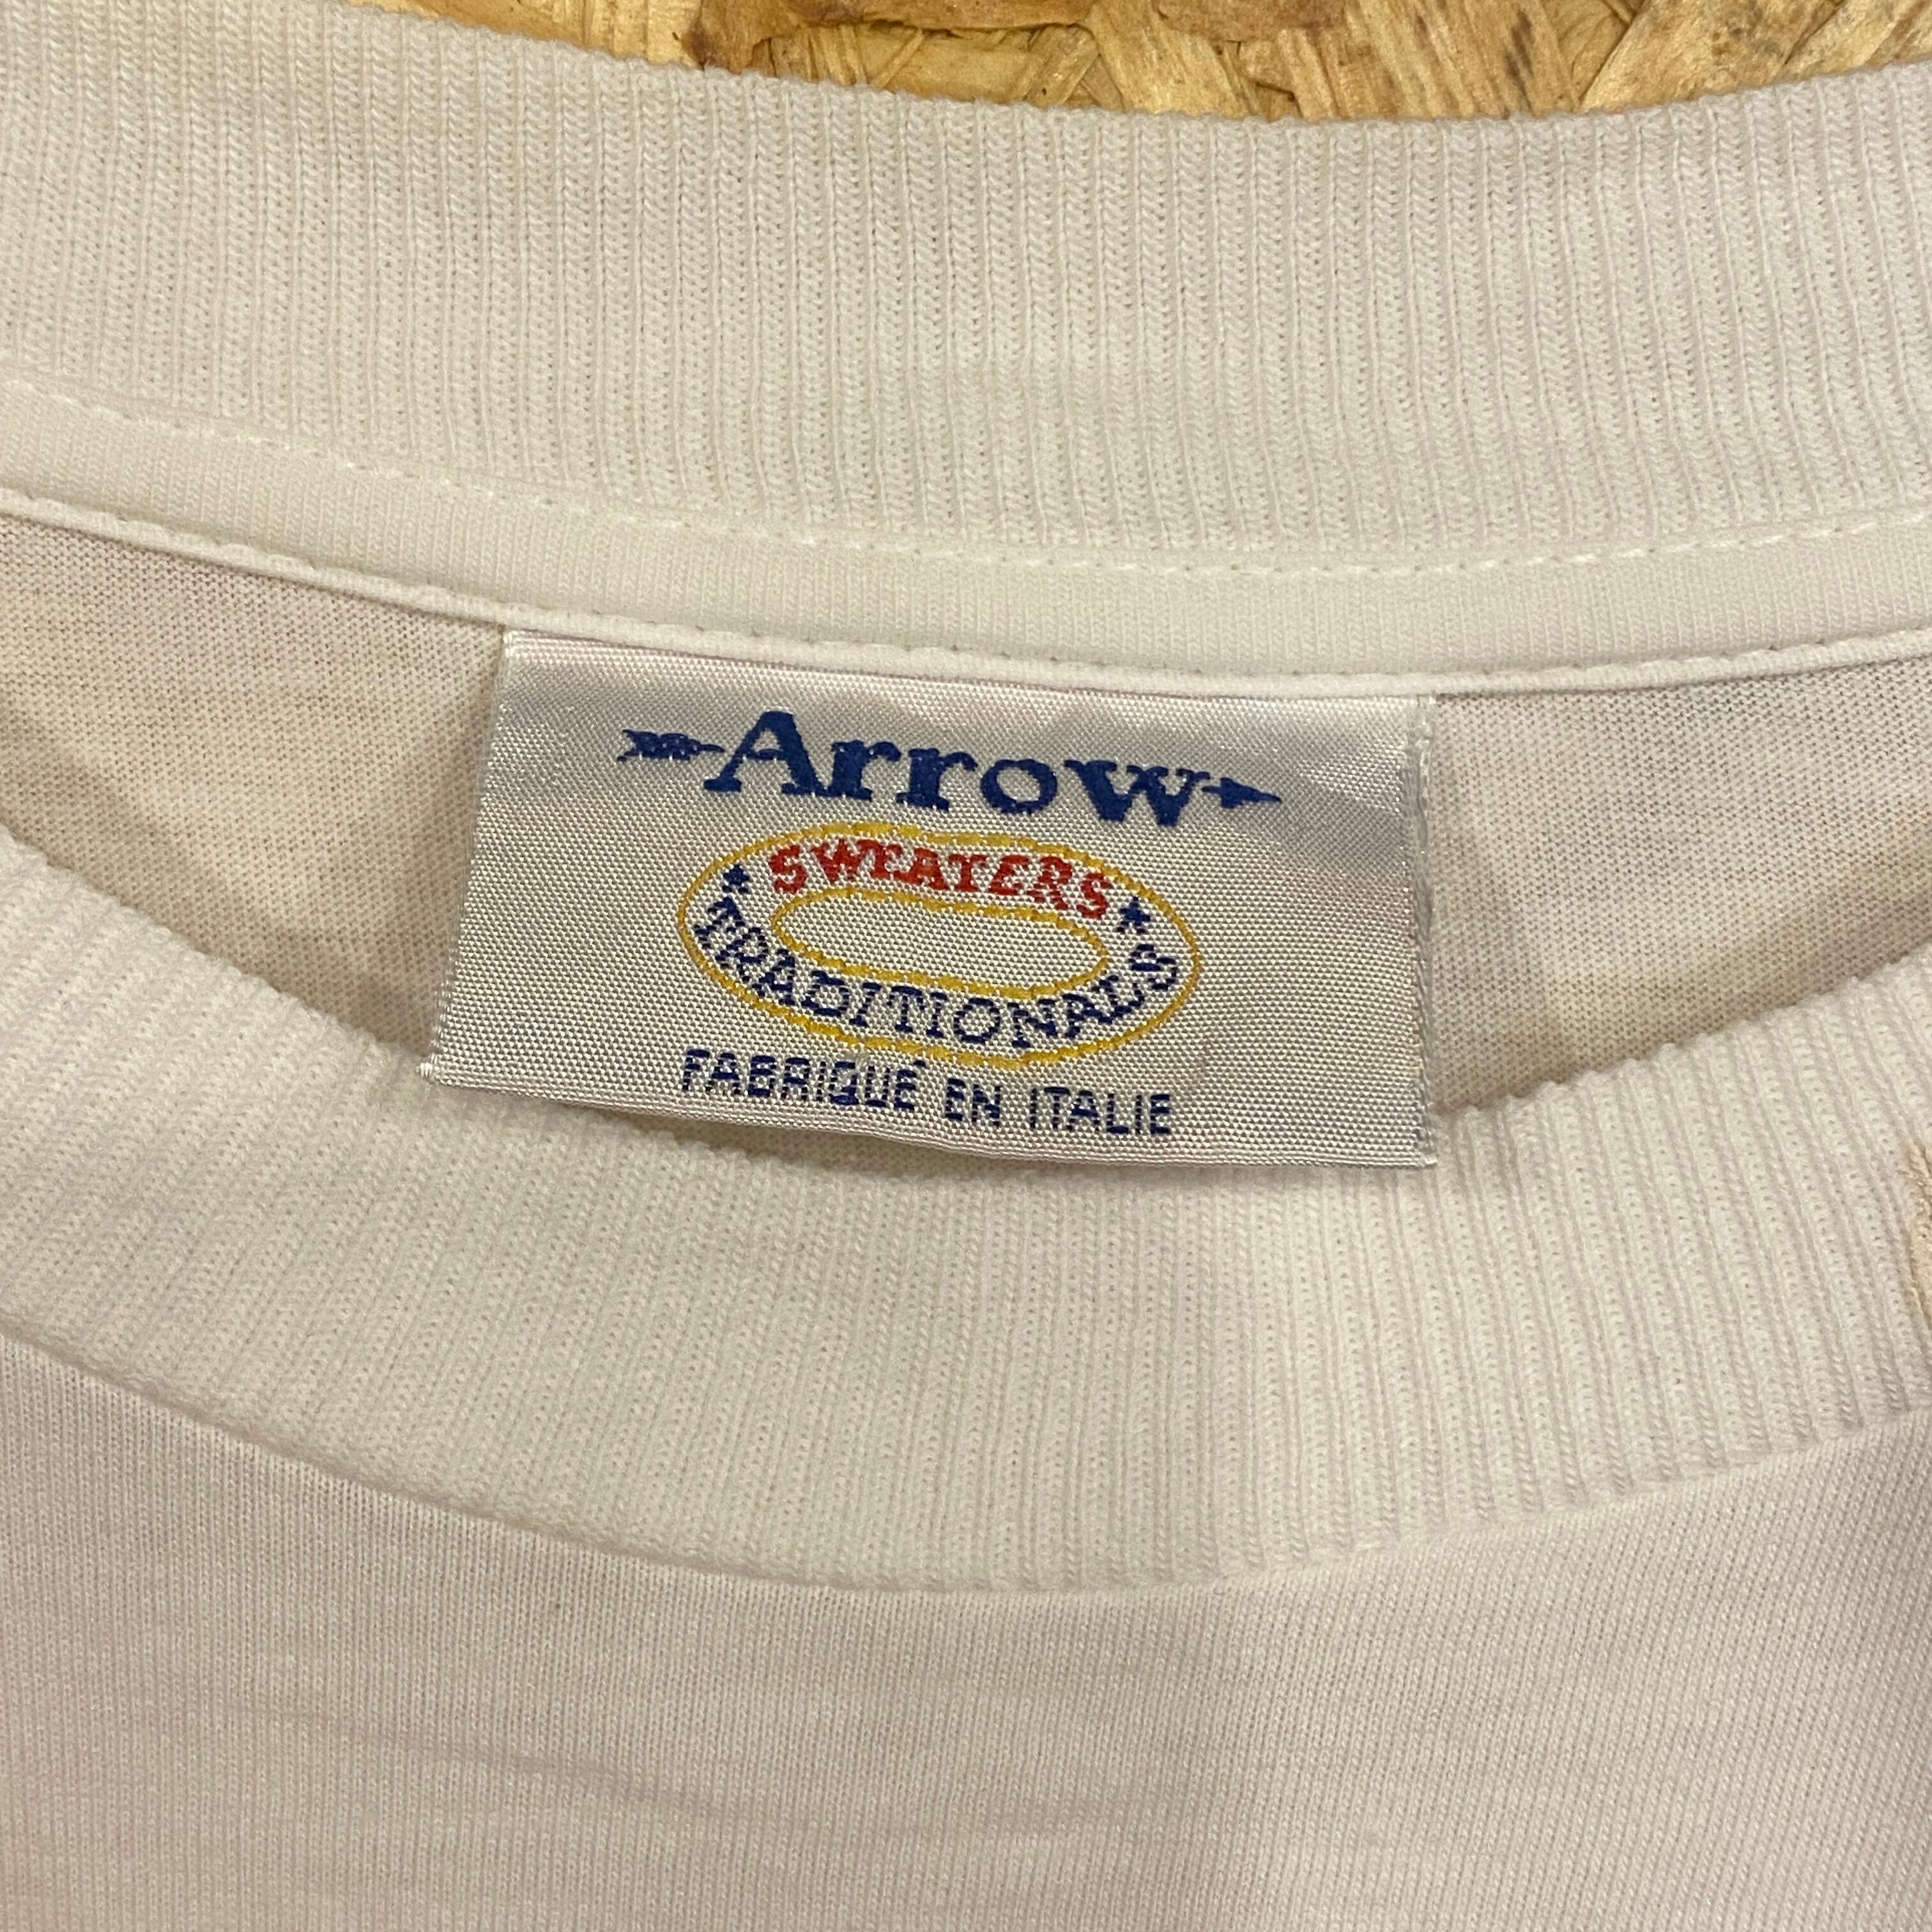 Arrow
SWEATERS
TRADITIONALS
FABRIQUÉ EN ITALIE